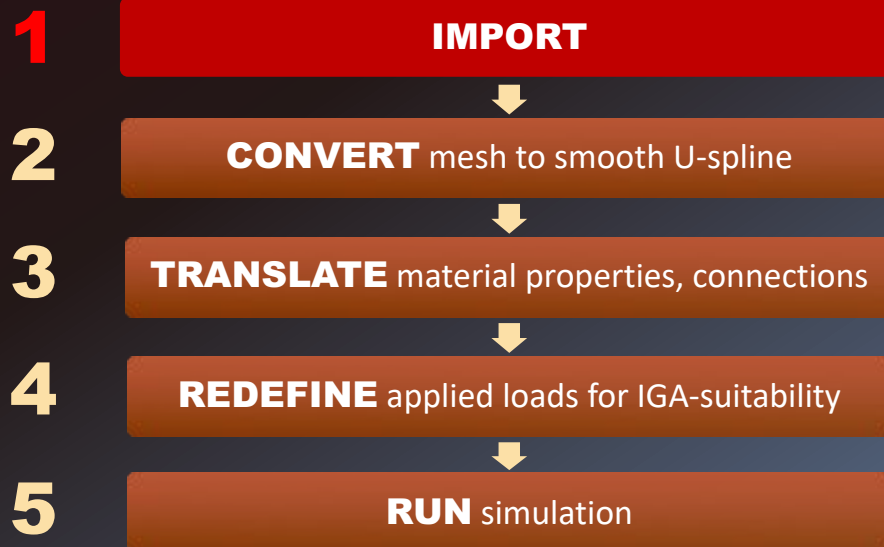 1 IMPORT
2 CONVERT mesh to smooth U-spline
3 TRANSLATE material properties, connections
4 REDEFINE applied loads for IGA-suitability
5 RUN simulation